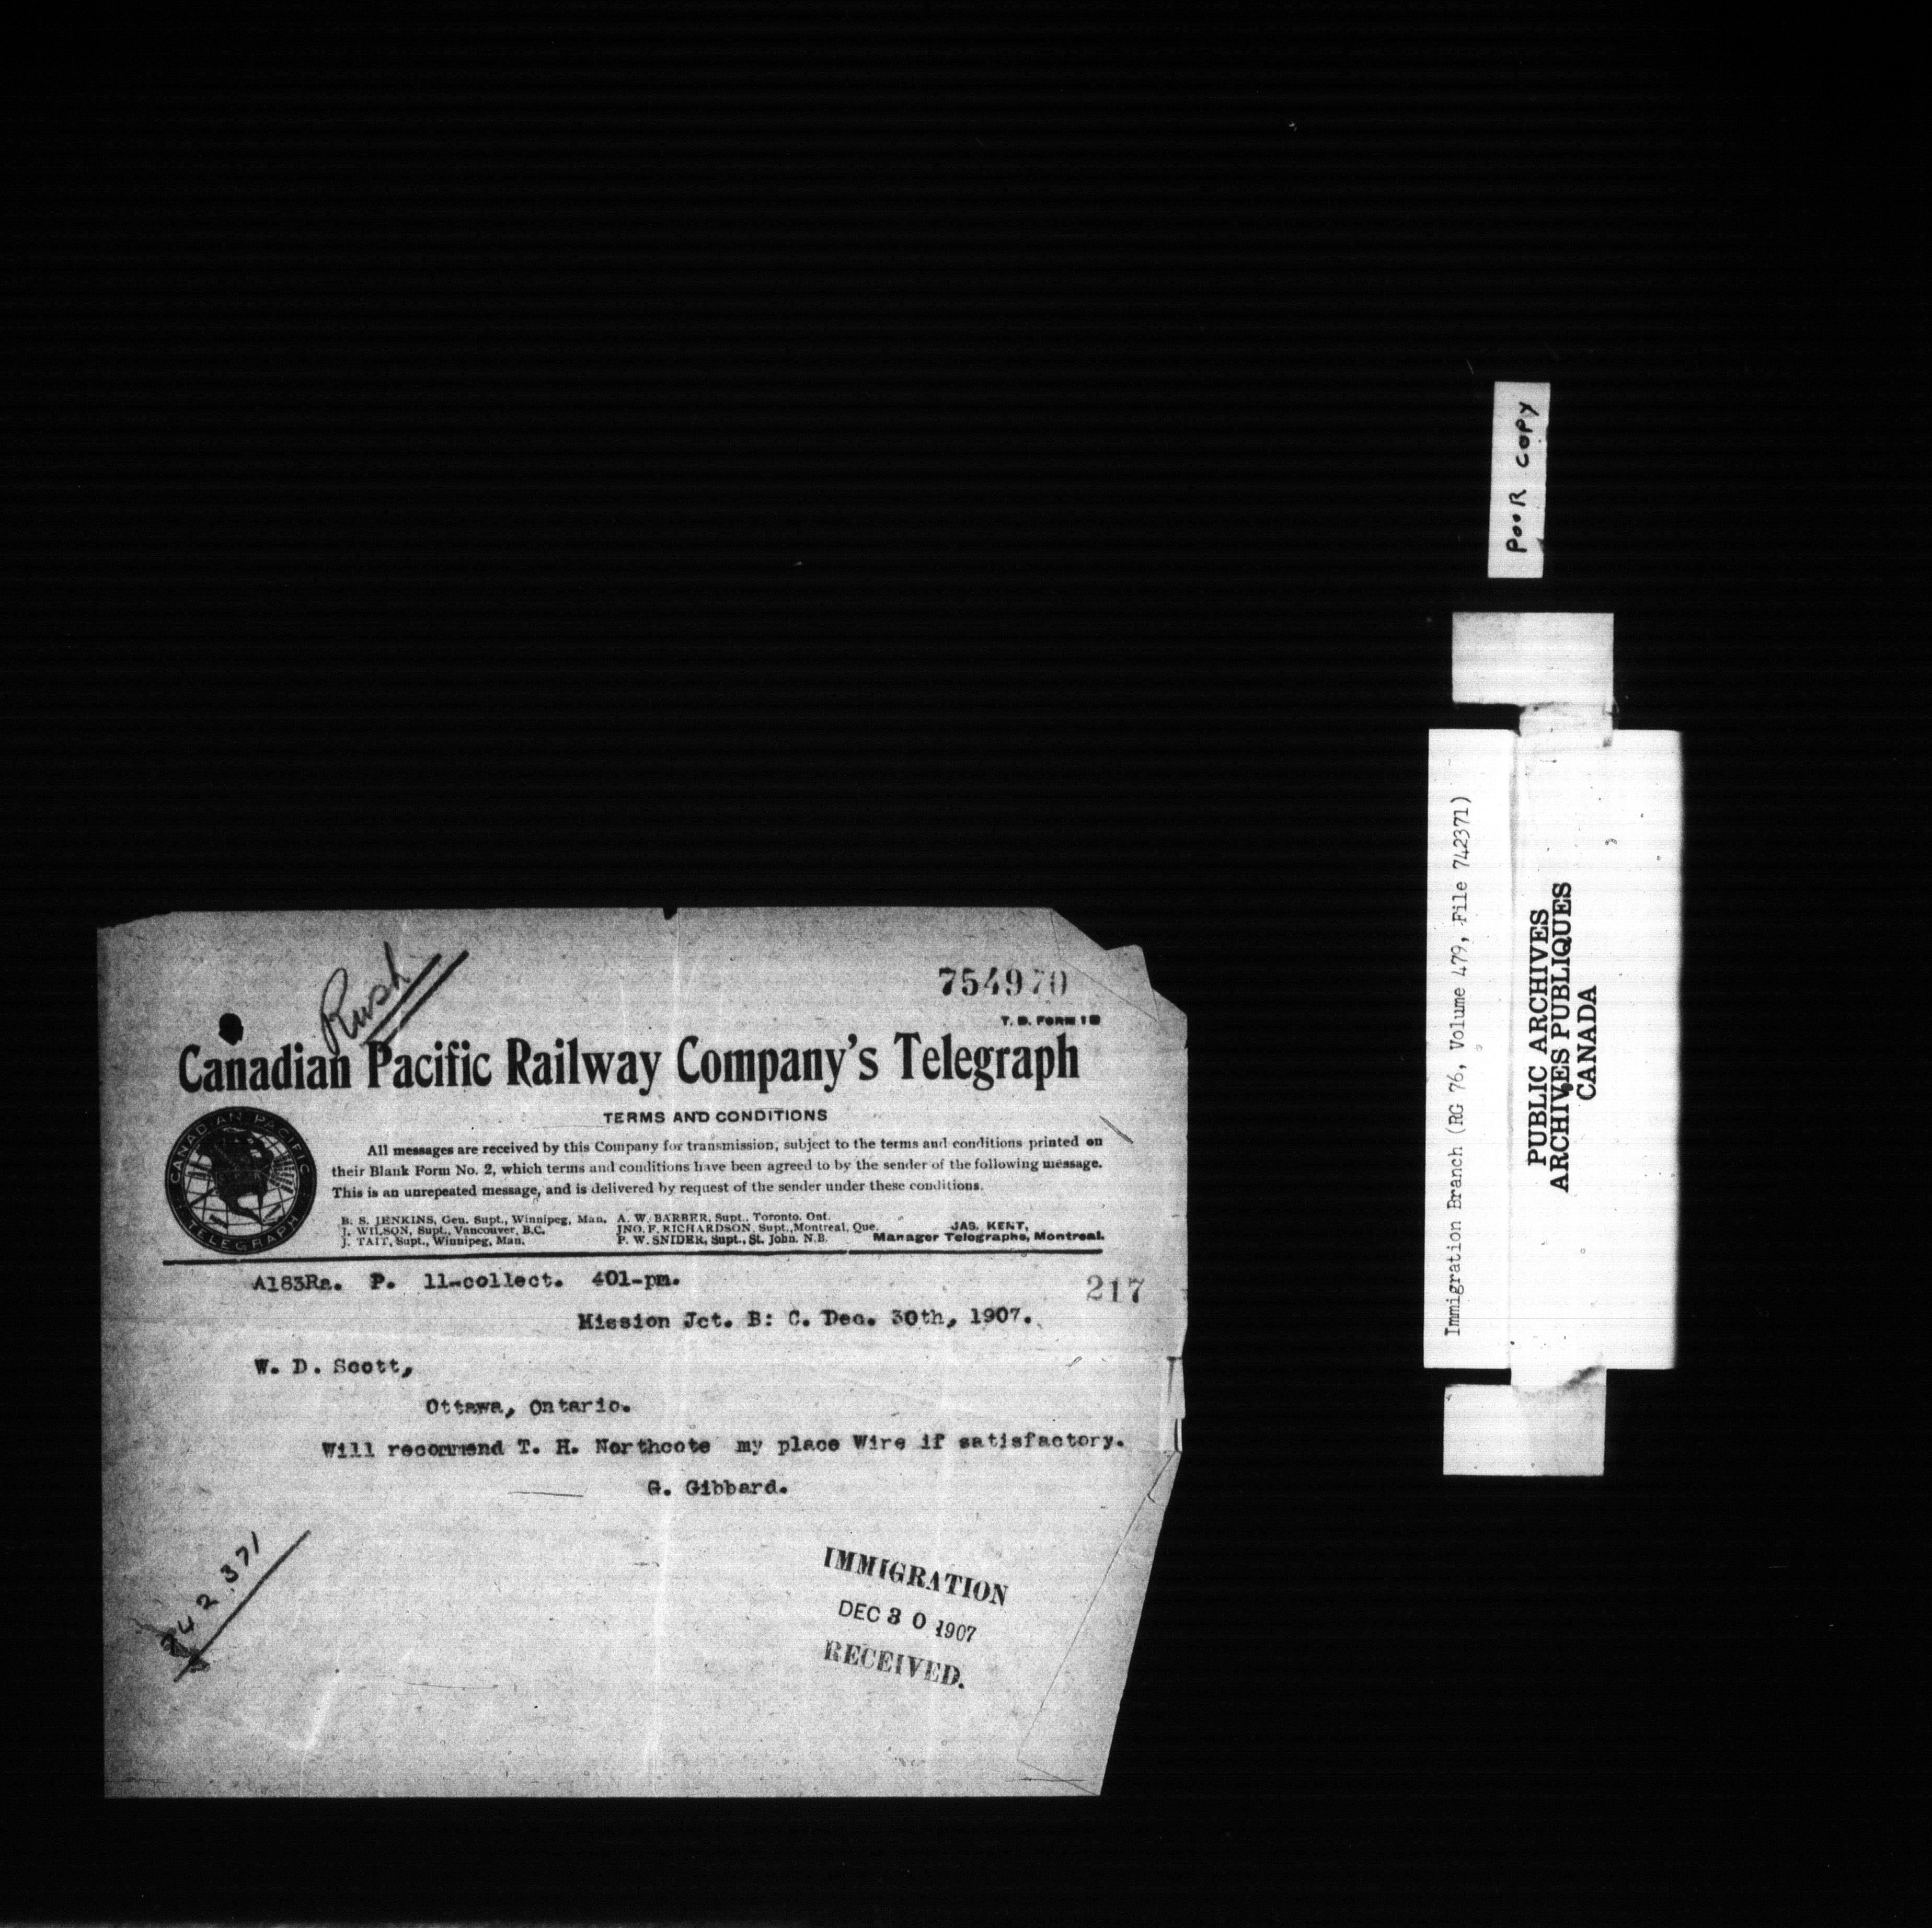 Rush
754970
T. D. FORM 1 D
Canadian Pacific Railway Company's Telegraph
CANADIAN PACIFIC
TELEGRAPH
TERMS AND CONDITIONS
All messages are received by this Company for transmission, subject to the terms and conditions printed on
their Blank Form No. 2, which terms and conditions have been agreed to by the sender of the following message.
This is an unrepeated message, and is delivered by request of the sender under these conditions.
B. S. JENKINS, Gen. Supt., Winnipeg, Man. A. W. BARBER, Supt., Toronto. Ont.
J. WILSON, Supt., Vancouver, B.C. JNO. F. RICHARDSON, Supt., Montreal, Que. JAS. KENT,
J. TAIT, Supt., Winnipeg, Man. P. W. SNIDER, Supt., St. John. N.B. Manager Telegraphs, Montreal.
A183Ra. P. 11-collect. 401-pm.
217
Mission Jct. B: C. Dec. 30th, 1907.
W. D. Scott,
Ottawa, Ontario.
Will recommend T. H. Northcote my place Wire if satisfactory.
G. Gibbard.
742.371
IMMIGRATION
DEC 30 1907
RECEIVED.
POOR COPY
Immigration Branch (RG 76, Volume 479, File 742371)
PUBLIC ARCHIVES
ARCHIVES PUBLIQUES
CANADA